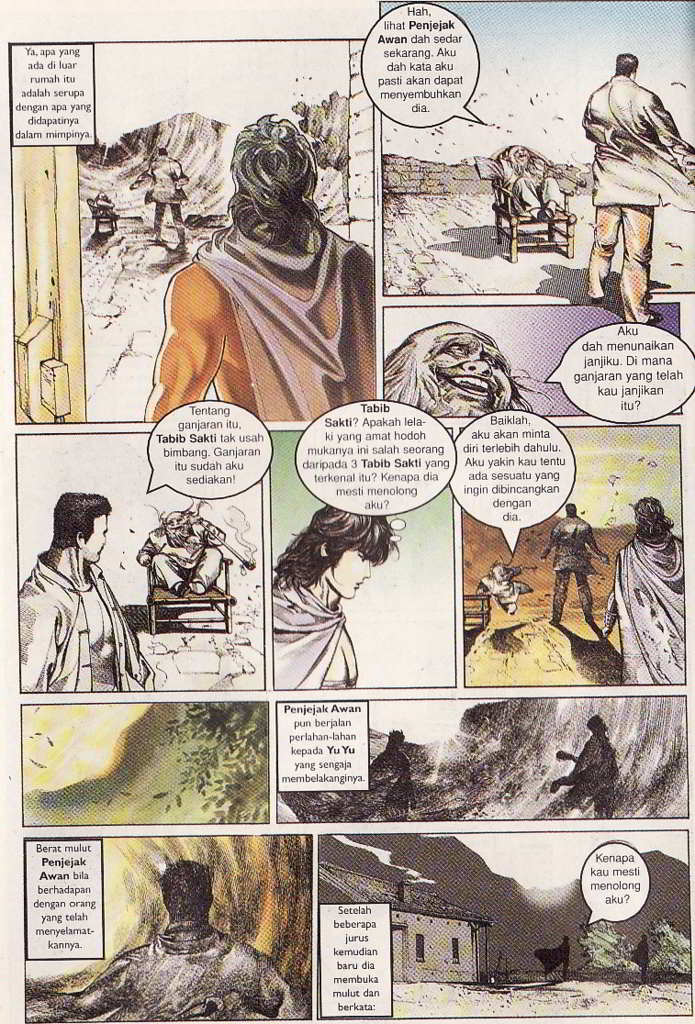 Ya, apa yang
ada di luar
rumah itu
adalah serupa
dengan apa yang
didapatinya
dalam mimpinya.
Hah,
lihat Penjejak
Awan dah sedar
sekarang. Aku
dah kata aku
pasti akan dapat
menyembuhkan
dia.
Aku
dah menunaikan
janjiku. Di mana
ganjaran yang telah
kau janjikan
itu?
Tentang
ganjaran itu,
Tabib Sakti tak usah
bimbang. Ganjaran
itu sudah aku
sediakan!
Tabib
Sakti? Apakah lela-
ki yang amat hodoh
mukanya ini salah seorang
daripada 3 Tabib Sakti yang
terkenal itu? Kenapa dia
mesti menolong
aku?
Baiklah,
aku akan minta
diri terlebih dahulu.
Aku yakin kau tentu
ada sesuatu yang
ingin dibincangkan
dengan
dia.
Penjejak Awan
pun berjalan
perlahan-lahan
kepada Yu Yu
yang sengaja
membelakanginya.
Berat mulut
Penjejak
Awan bila
berhadapan
dengan orang
yang telah
menyelamat-
kannya.
Setelah
beberapa
jurus
kemudian
baru dia
membuka
mulut dan
berkata:
Kenapa
kau mesti
menolong
aku?